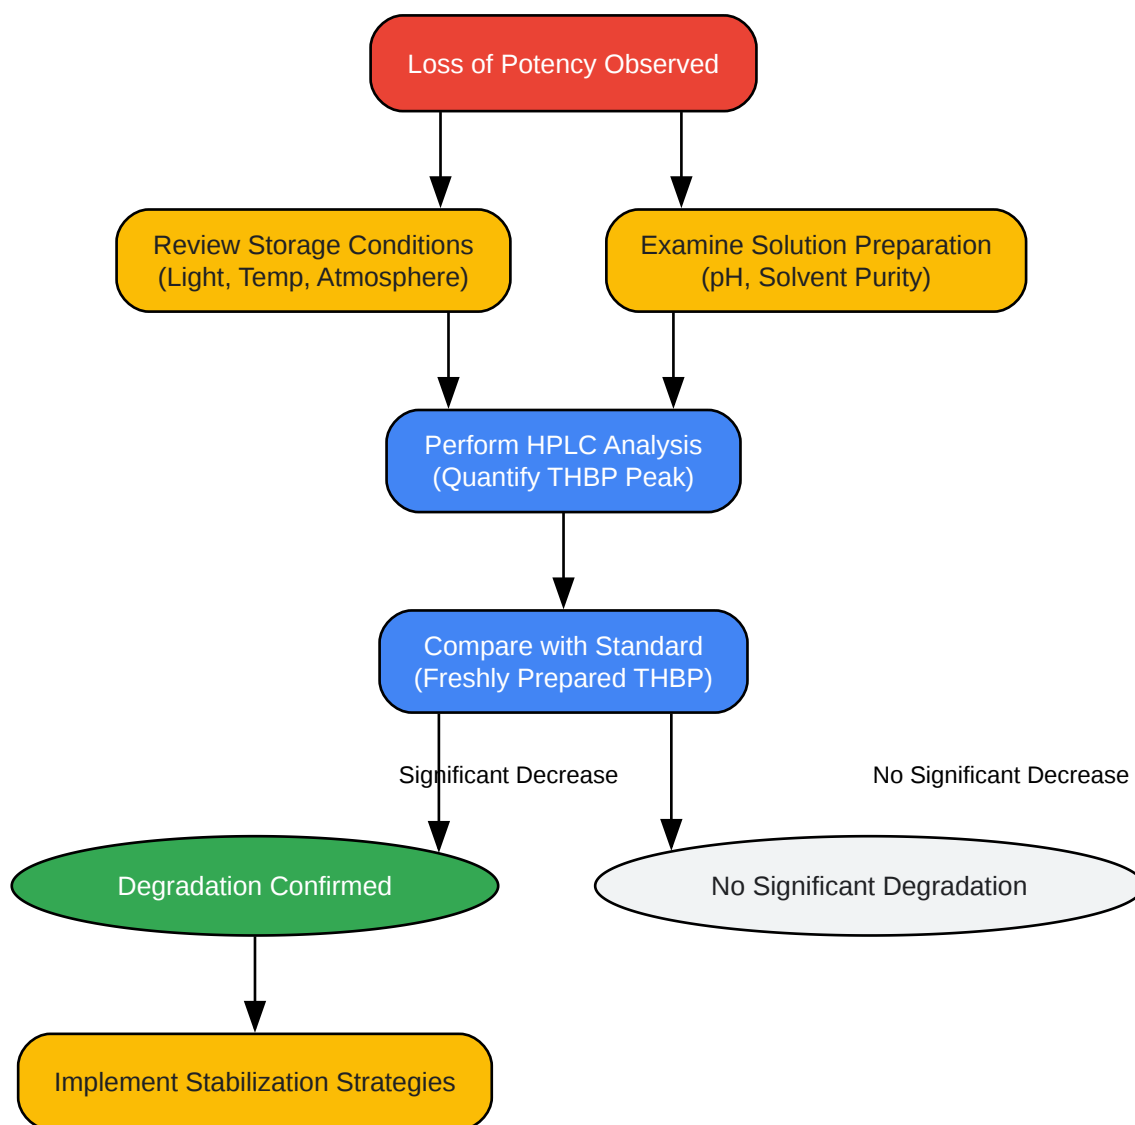 Loss of Potency Observed
Review Storage Conditions
(Light, Temp, Atmosphere)
Examine Solution Preparation
(pH, Solvent Purity)
Perform HPLC Analysis
(Quantify THBP Peak)
Compare with Standard
(Freshly Prepared THBP)
Significant Decrease
No Significant Decrease
Degradation Confirmed
No Significant Degradation
Implement Stabilization Strategies